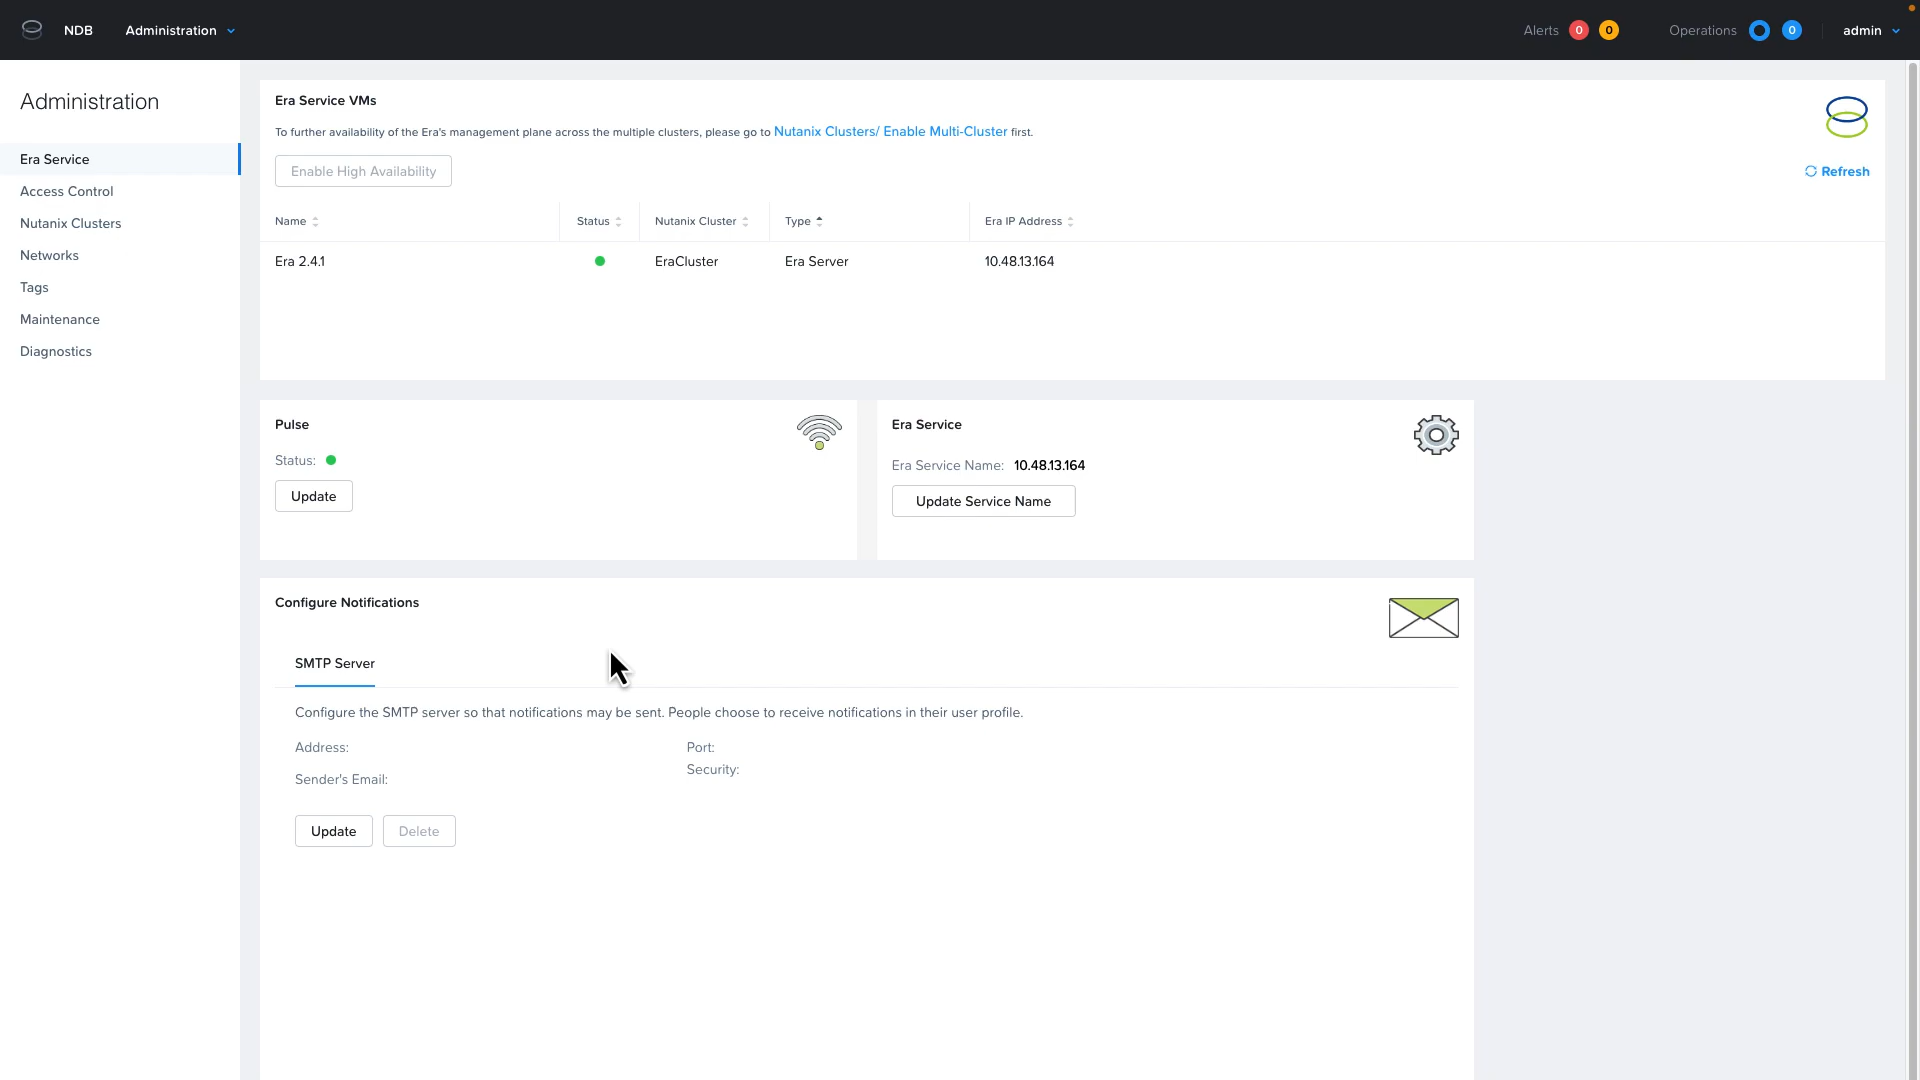 NDB
Administration
Alerts 0 0
Operations 0
admin
Administration
Era Service
Access Control
Nutanix Clusters
Networks
Tags
Maintenance
Diagnostics
Era Service VMs
To further availability of the Era's management plane across the multiple clusters, please go to Nutanix Clusters/ Enable Multi-Cluster first.
Enable High Availability
Refresh
Name Status Nutanix Cluster Type Era IP Address
Era 2.4.1 EraCluster Era Server 10.48.13.164
Pulse
Status:
Update
Era Service
Era Service Name: 10.48.13.164
Update Service Name
Configure Notifications
SMTP Server
Configure the SMTP server so that notifications may be sent. People choose to receive notifications in their user profile.
Address:
Port:
Security:
Sender's Email:
Update Delete